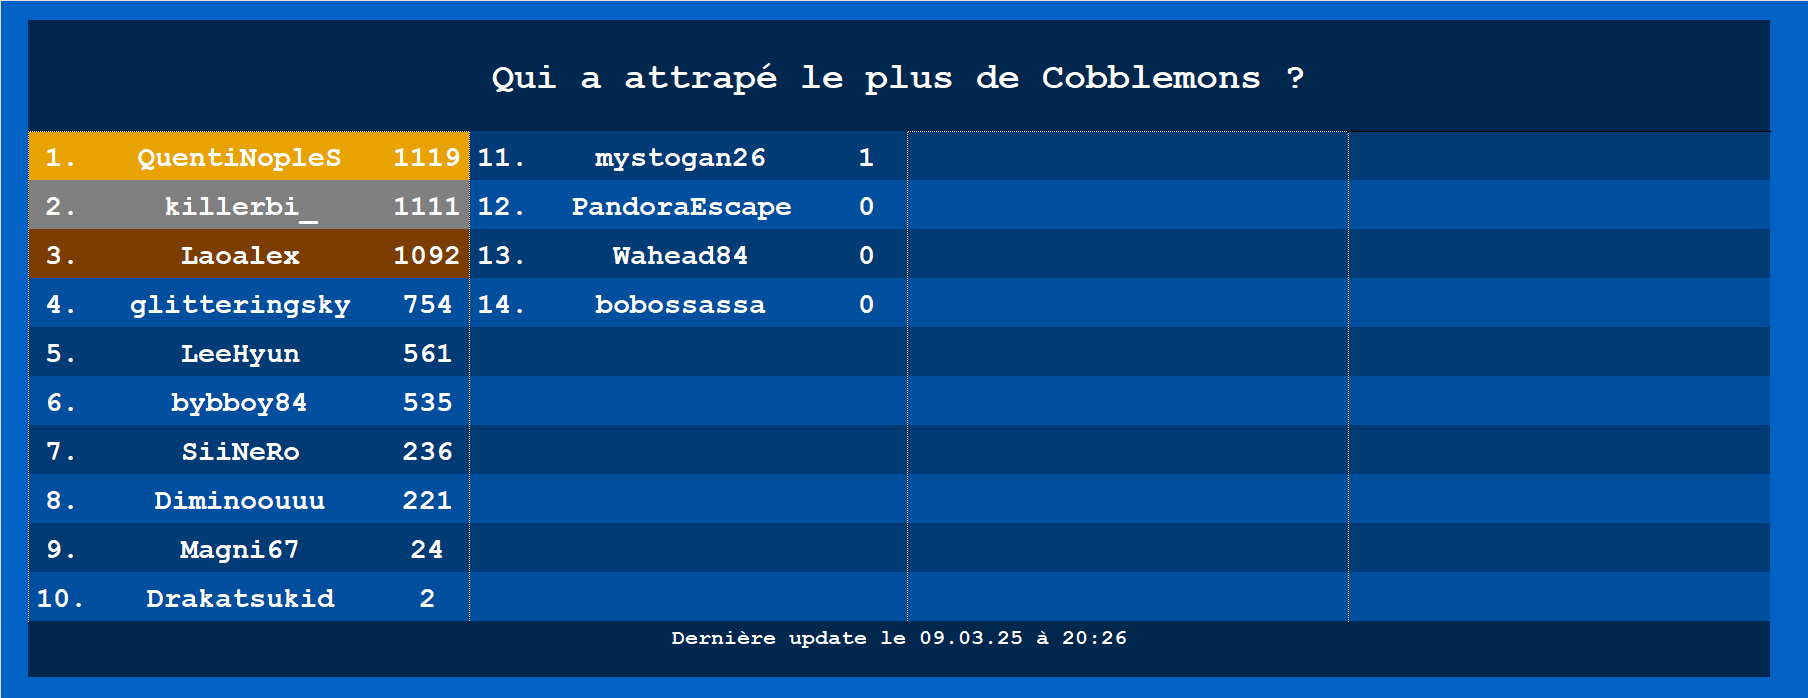 Qui a attrapé le plus de Cobblemons ?
1. QuentiNopleS 1119
2. killerbi_ 1111
3. Laoalex 1092
4. glitteringsky 754
5. LeeHyun 561
6. bybboy84 535
7. SiiNeRo 236
8. Diminoouuu 221
9. Magni67 24
10. Drakatsukid 2
11. mystogan26 1
12. PandoraEscape 0
13. Wahead84 0
14. bobossassa 0
Dernière update le 09.03.25 à 20:26